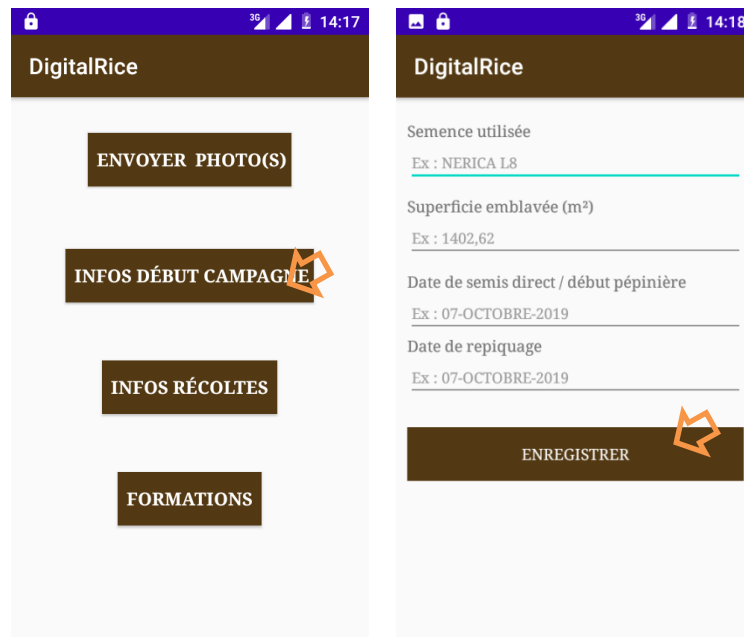 3G 14:17
DigitalRice
ENVOYER PHOTO(S)
INFOS DÉBUT CAMPAGNE
INFOS RÉCOLTES
FORMATIONS
3G 14:18
DigitalRice
Semence utilisée
Ex : NERICA L8
Superficie emblavée (m²)
Ex : 1402,62
Date de semis direct / début pépinière
Ex : 07-OCTOBRE-2019
Date de repiquage
Ex : 07-OCTOBRE-2019
ENREGISTRER